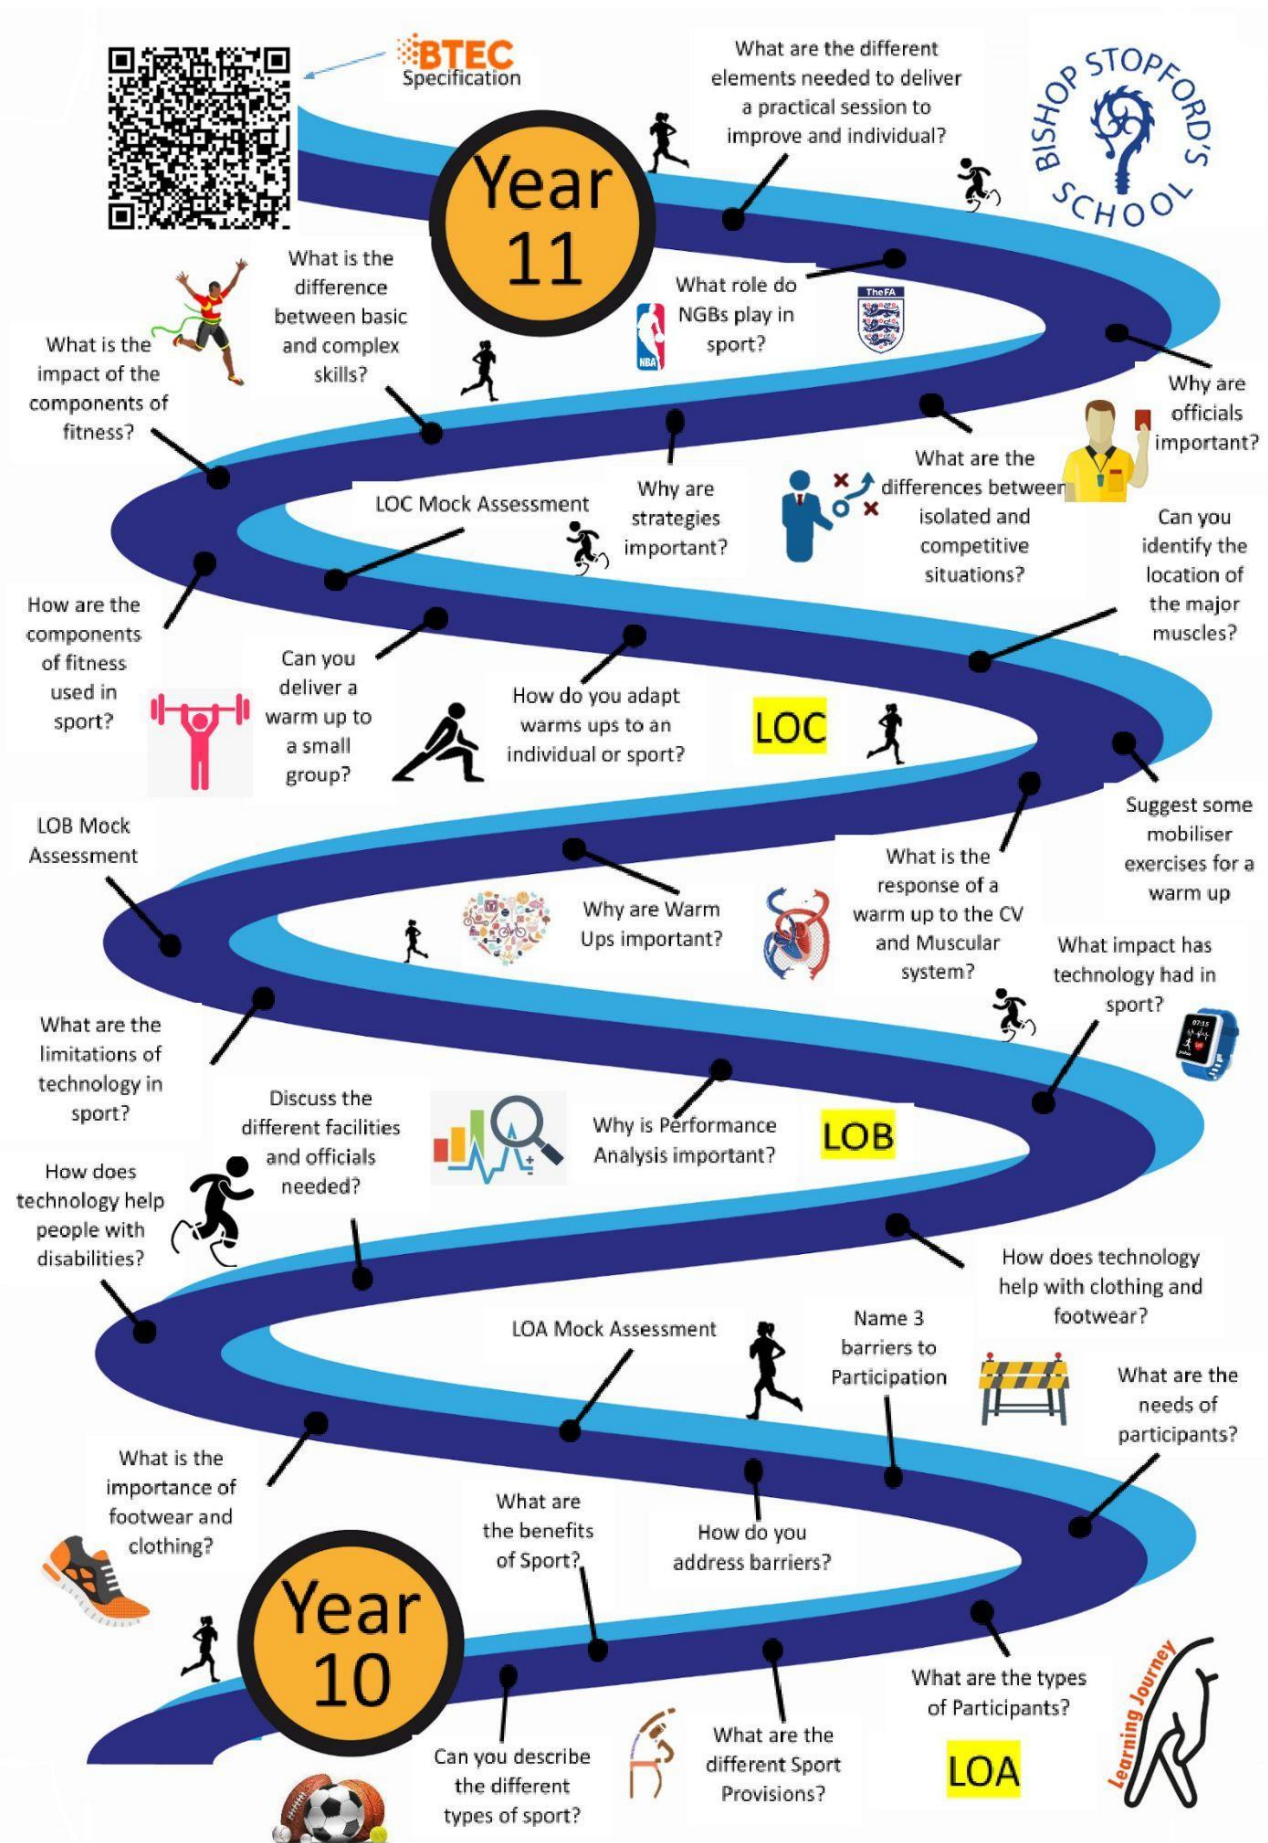 BTEC
Specification
What are the different
elements needed to deliver
a practical session to
improve and individual?
BISHOP STOPFORD'S
SCHOOL
Year
11
What is the
difference
between basic
and complex
skills?
What role do
NGBs play in
sport?
NBA
The FA
What is the
impact of the
components of
fitness?
Why are
officials
important?
LOC Mock Assessment
Why are
strategies
important?
What are the
differences between
isolated and
competitive
situations?
Can you
identify the
location of
the major
muscles?
How are the
components
of fitness
used in
sport?
Can you
deliver a
warm up to
a small
group?
How do you adapt
warms ups to an
individual or sport?
LOC
Suggest some
mobiliser
exercises for a
warm up
LOB Mock
Assessment
What is the
response of a
warm up to the CV
and Muscular
system?
Why are Warm
Ups important?
What impact has
technology had in
sport?
07:15
What are the
limitations of
technology in
sport?
Discuss the
different facilities
and officials
needed?
Why is Performance
Analysis important?
LOB
How does
technology help
people with
disabilities?
How does technology
help with clothing and
footwear?
LOA Mock Assessment
Name 3
barriers to
Participation
What are the
needs of
participants?
What is the
importance of
footwear and
clothing?
What are
the benefits
of Sport?
How do you
address barriers?
Year
10
What are the types
of Participants?
Can you describe
the different
types of sport?
What are the
different Sport
Provisions?
LOA
Learning Journey